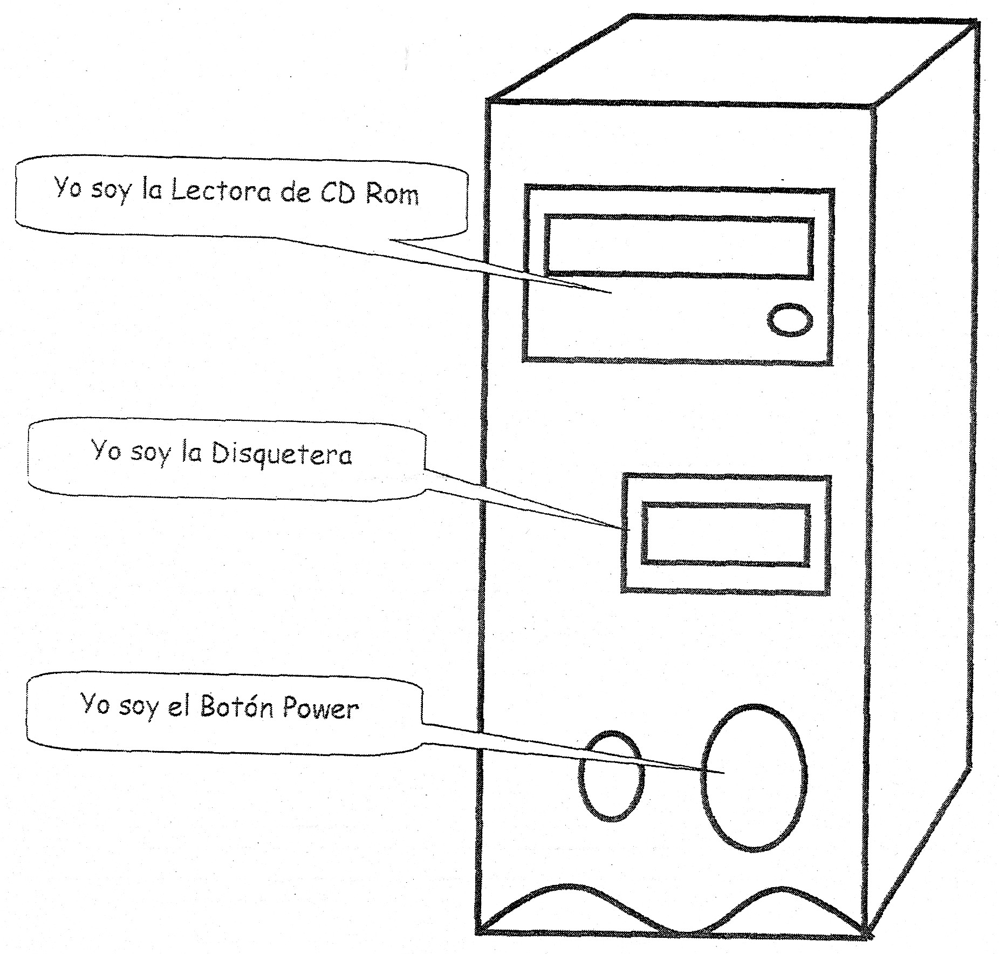 Yo soy la Lectora de CD Rom
Yo soy la Disquetera
Yo soy el Botón Power